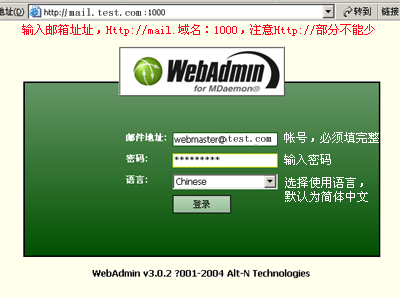 址(D) http://mail.test.com:1000 转到 链接
输入邮箱址址，Http://mail.域名：1000，注意Http://部分不能少
WebAdmin
for MDaemon®
邮件地址: webmaster@test.com 帐号，必须填完整
密码: ********* 输入密码
语言: Chinese 选择使用语言，
默认为简体中文
登录
WebAdmin v3.0.2 ?001-2004 Alt-N Technologies